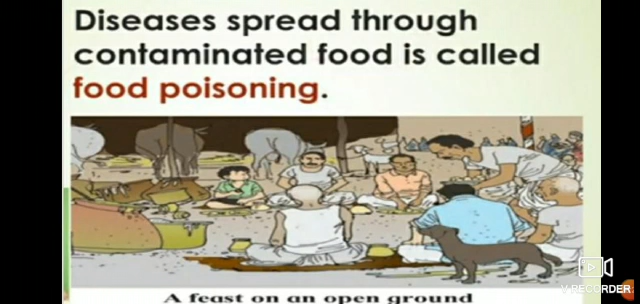 Diseases spread through
contaminated food is called
food poisoning.
A feast on an open ground
V RECORDER